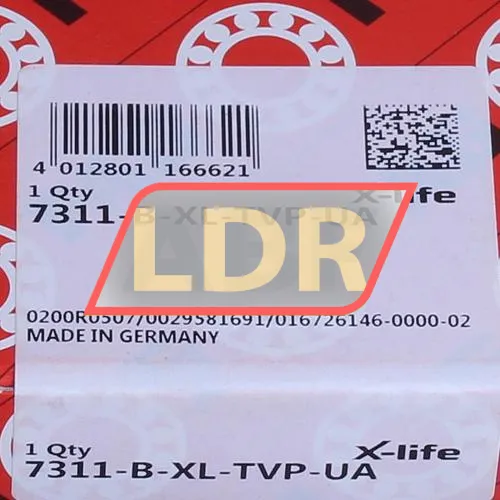 4 012801 166621
1 Qty
X-life
7311-B-XL-TVP-UA
LDR
0200R0507/0029581691/016726146-0000-02
MADE IN GERMANY
1 Qty
X-life
7311-B-XL-TVP-UA